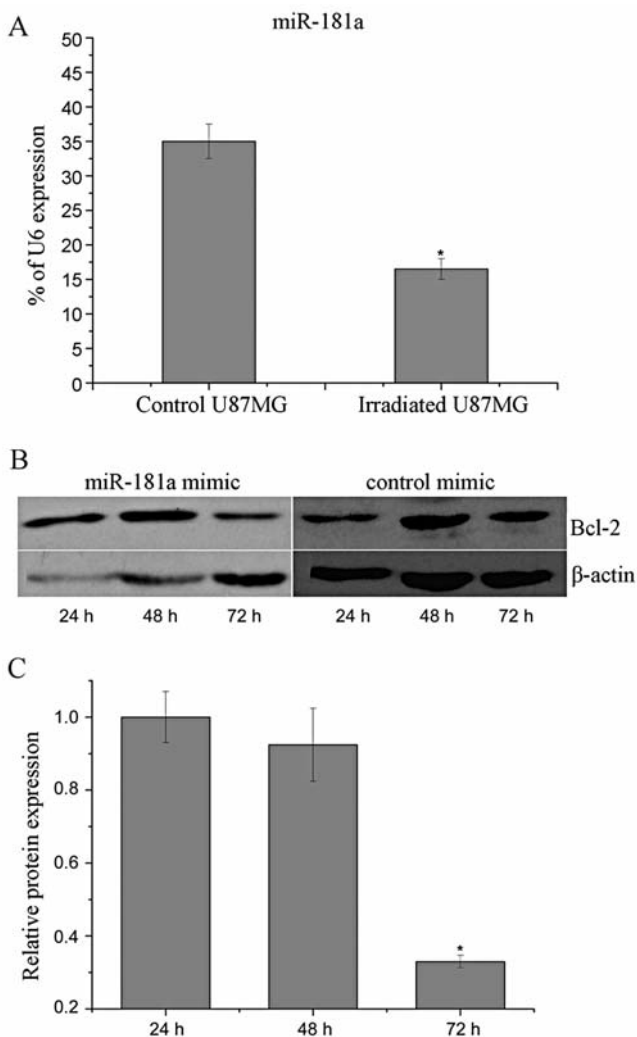 A
miR-181a
% of U6 expression
50
45
40
35
30
25
20
15
10
5
0
*
Control U87MG
Irradiated U87MG
B
miR-181a mimic
control mimic
Bcl-2
β-actin
24 h 48 h 72 h 24 h 48 h 72 h
C
Relative protein expression
1.0
0.8
0.6
0.4
0.2
*
24 h 48 h 72 h